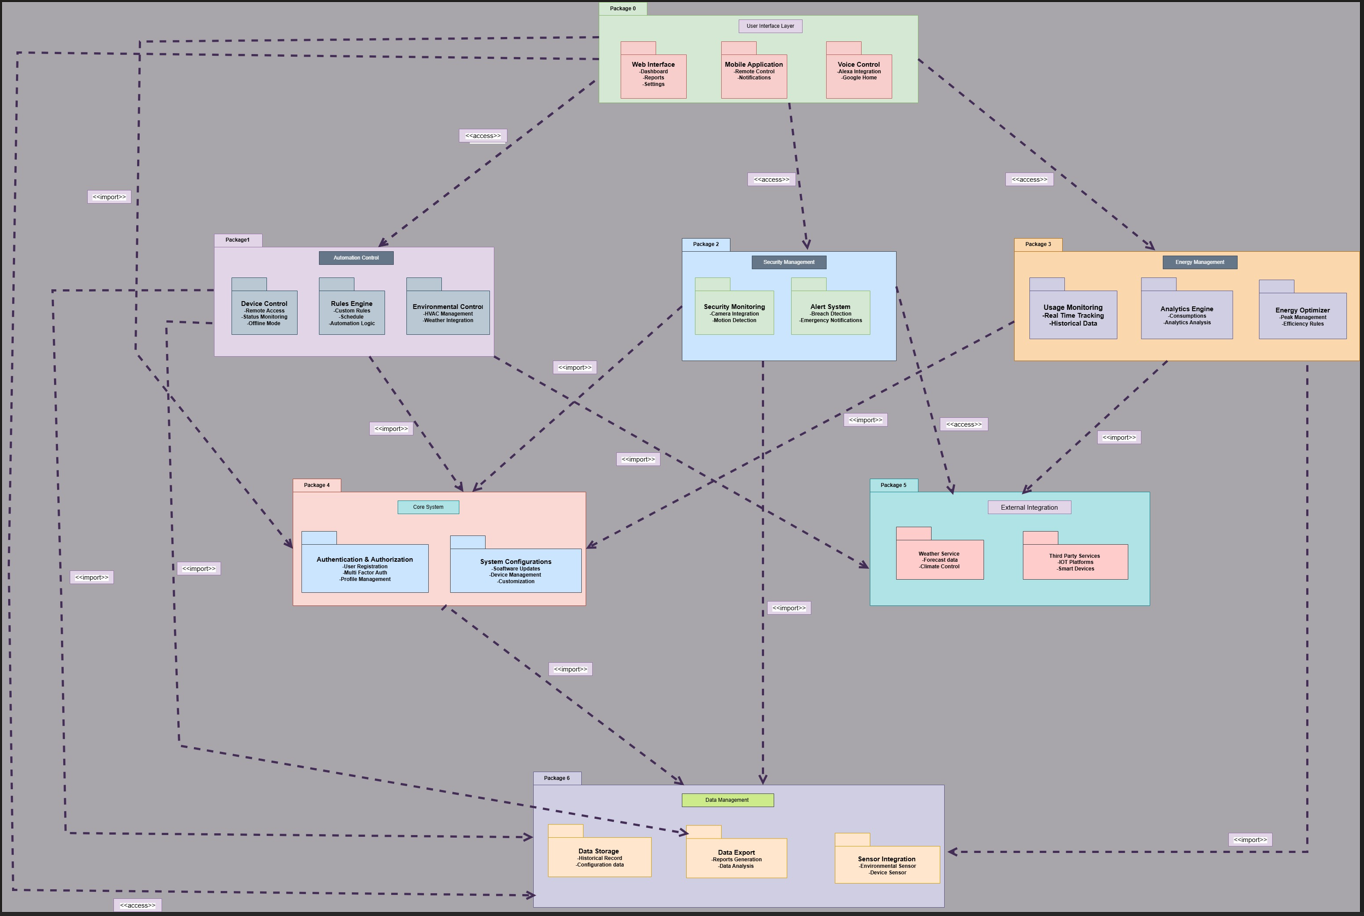 Package 0
User Interface Layer
Web Interface
-Dashboard
-Reports
-Settings
Mobile Application
-Remote Control
-Notifications
Voice Control
-Alexa Integration
-Google Home
<<access>>
<<access>>
<<access>>
<<import>>
Package1
Automation Control
Device Control
-Remote Access
-Status Monitoring
-Offline Mode
Rules Engine
-Custom Rules
-Schedule
-Automation Logic
Environmental Control
-HVAC Management
-Weather Integration
Package 2
Security Management
Security Monitoring
-Camera Integration
-Motion Detection
Alert System
-Breach Dtection
-Emergency Notifications
Package 3
Energy Management
Usage Monitoring
-Real Time Tracking
-Historical Data
Analytics Engine
-Consumptions
-Analytics Analysis
Energy Optimizer
-Peak Management
-Efficiency Rules
<<import>>
<<import>>
<<import>>
<<import>>
<<access>>
<<import>>
Package 4
Core System
Authentication & Authorization
-User Registration
-Multi Factor Auth
-Profile Management
System Configurations
-Soaftware Updates
-Device Management
-Customization
Package 5
External Integration
Weather Service
-Forecast data
-Climate Control
Third Party Services
-IOT Platforms
-Smart Devices
<<import>>
<<import>>
<<import>>
<<import>>
Package 6
Data Management
Data Storage
-Historical Record
-Configuration data
Data Export
-Reports Generation
-Data Analysis
Sensor Integration
-Environmental Sensor
-Device Sensor
<<import>>
<<access>>